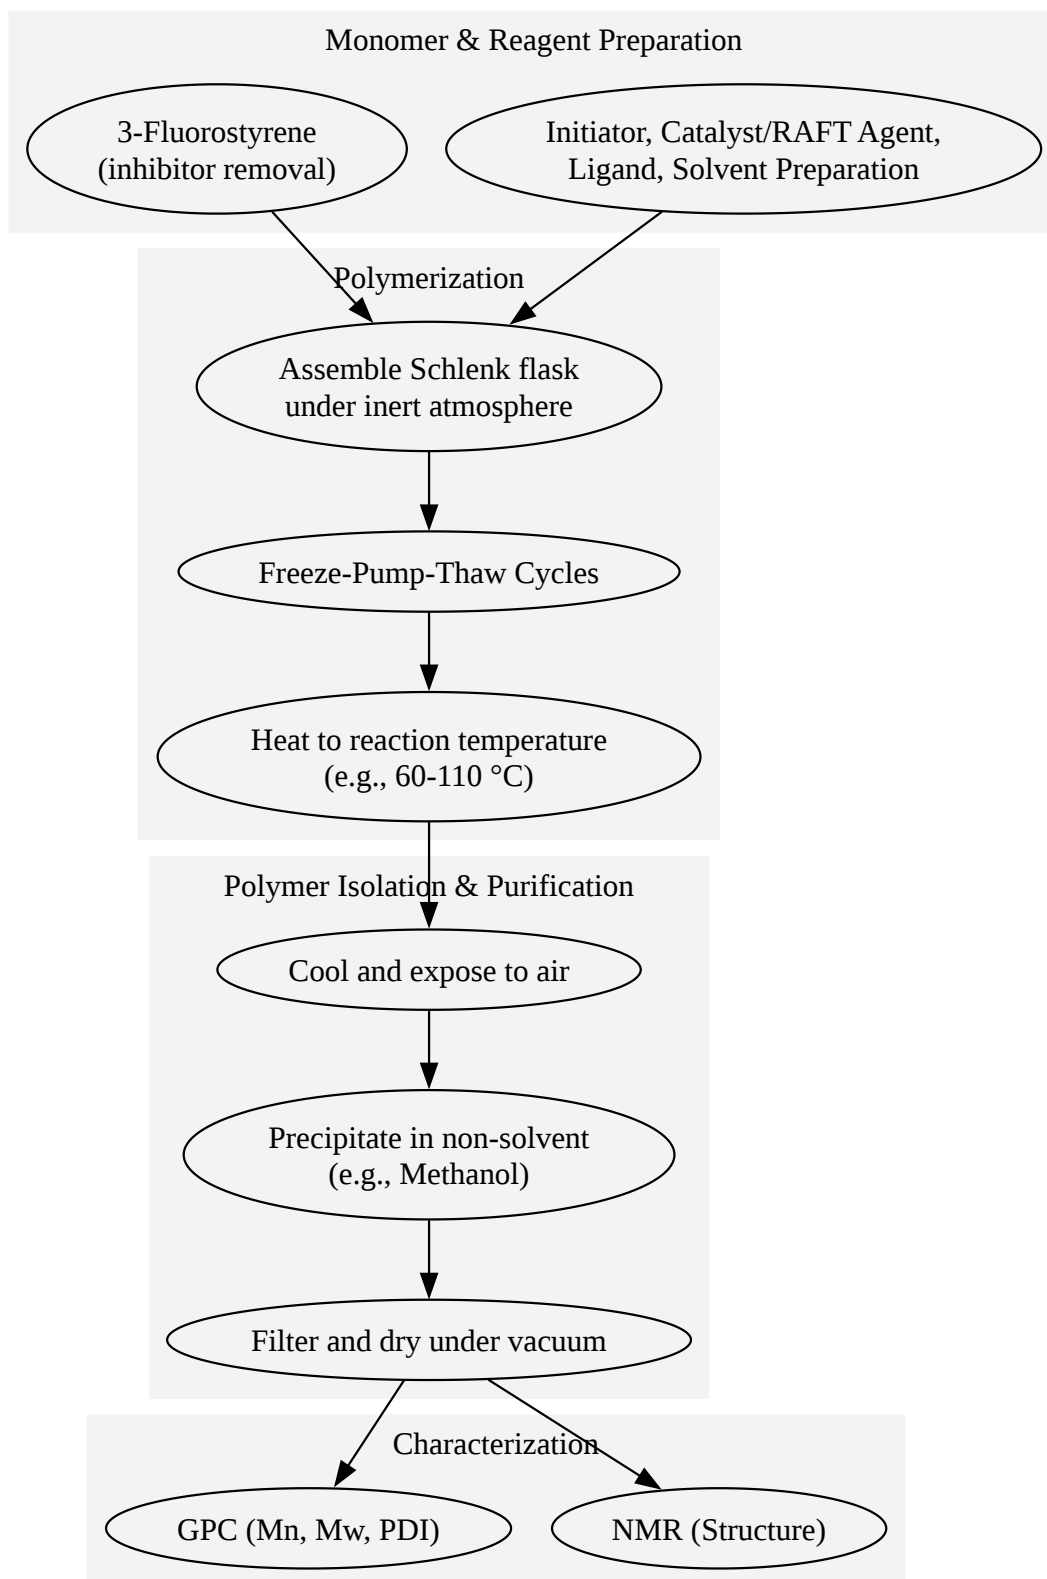 Monomer & Reagent Preparation
3-Fluorostyrene
(inhibitor removal)
Initiator, Catalyst/RAFT Agent,
Ligand, Solvent Preparation
Polymerization
Assemble Schlenk flask
under inert atmosphere
Freeze-Pump-Thaw Cycles
Heat to reaction temperature
(e.g., 60-110 °C)
Polymer Isolation & Purification
Cool and expose to air
Precipitate in non-solvent
(e.g., Methanol)
Filter and dry under vacuum
Characterization
GPC (Mn, Mw, PDI)
NMR (Structure)